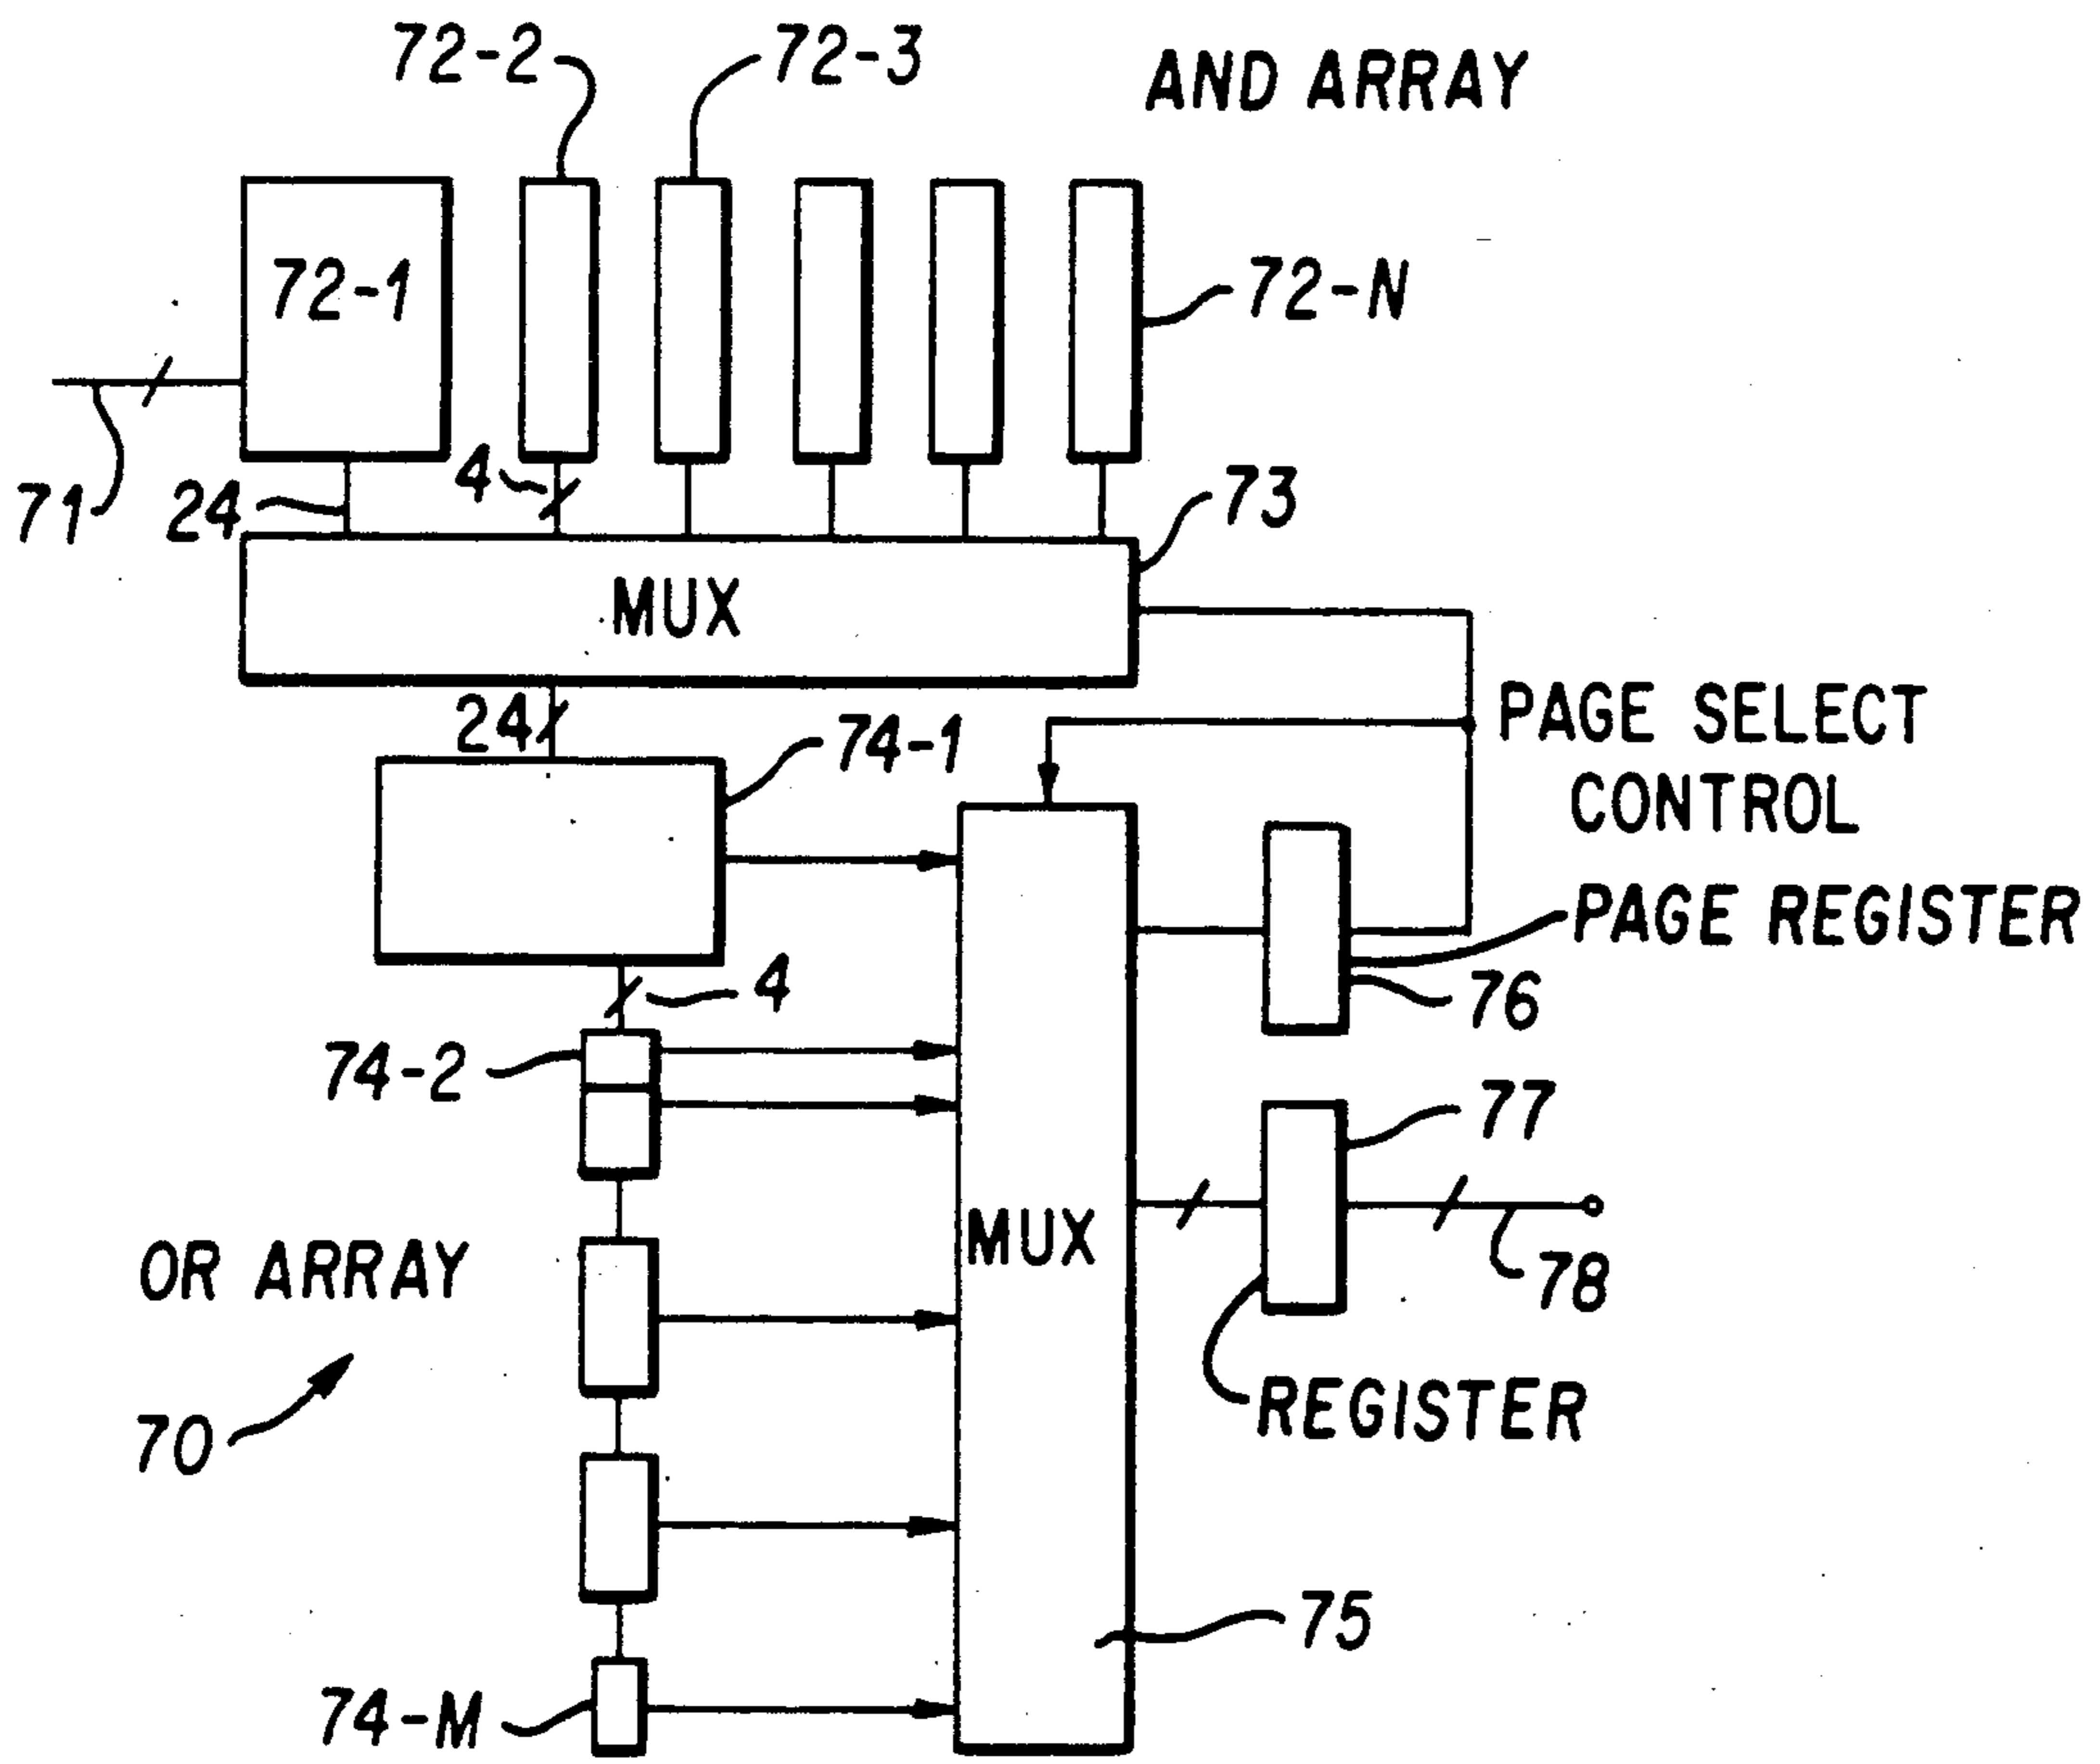 72-2
72-3
AND ARRAY
72-1
72-N
71
24
4
73
MUX
24
74-1
PAGE SELECT
CONTROL
PAGE REGISTER
4
76
74-2
77
MUX
OR ARRAY
78
70
REGISTER
75
74-M